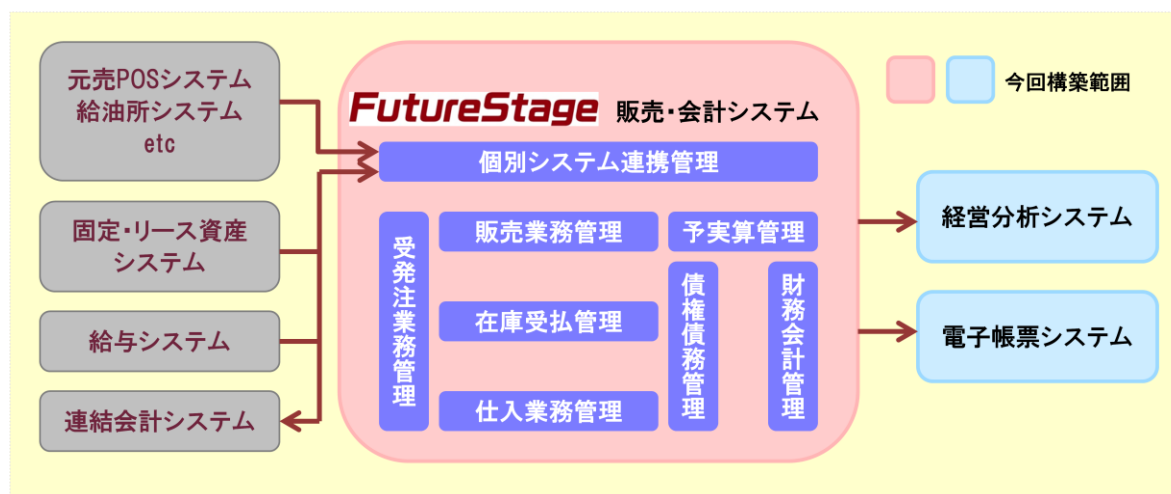 元売POSシステム
給油所システム
etc
固定・リース資産
システム
給与システム
連結会計システム
FutureStage 販売・会計システム
個別システム連携管理
受発注業務管理
販売業務管理
在庫受払管理
仕入業務管理
予実算管理
債権債務管理
財務会計管理
今回構築範囲
経営分析システム
電子帳票システム